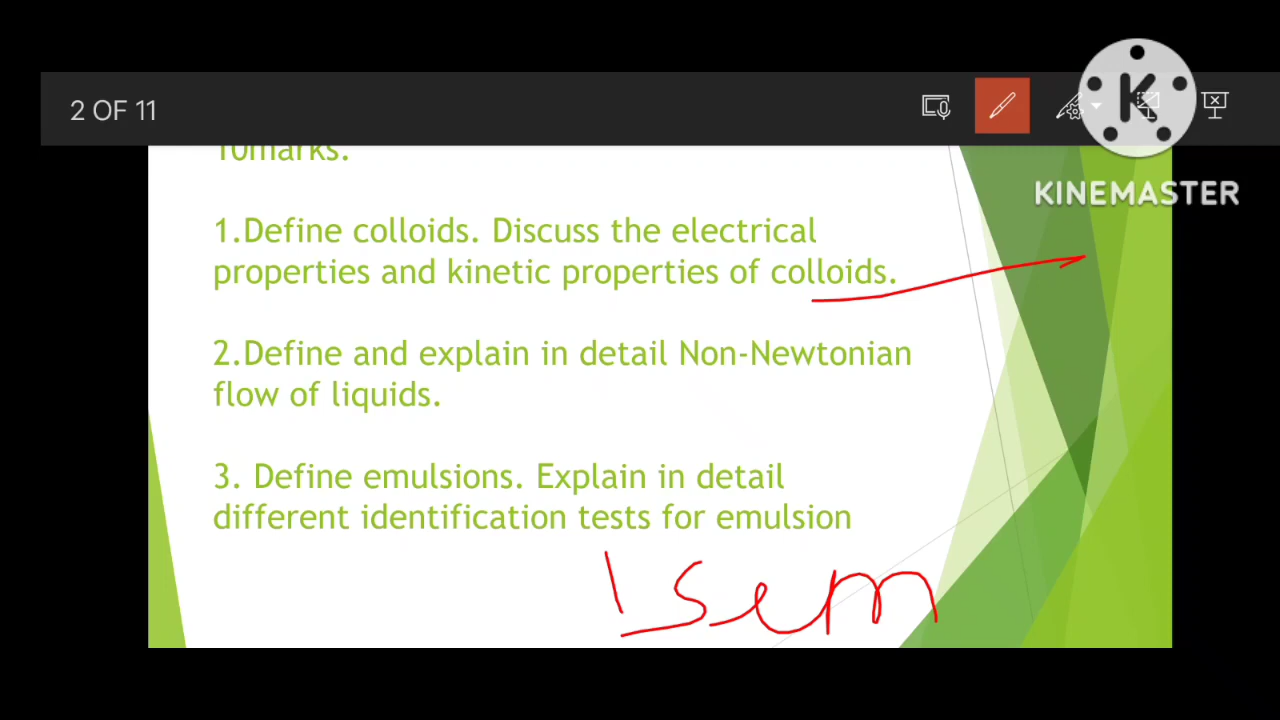 2 OF 11
KINEMASTER
10marks.
1.Define colloids. Discuss the electrical
properties and kinetic properties of colloids.
2.Define and explain in detail Non-Newtonian
flow of liquids.
3. Define emulsions. Explain in detail
different identification tests for emulsion
1 sem